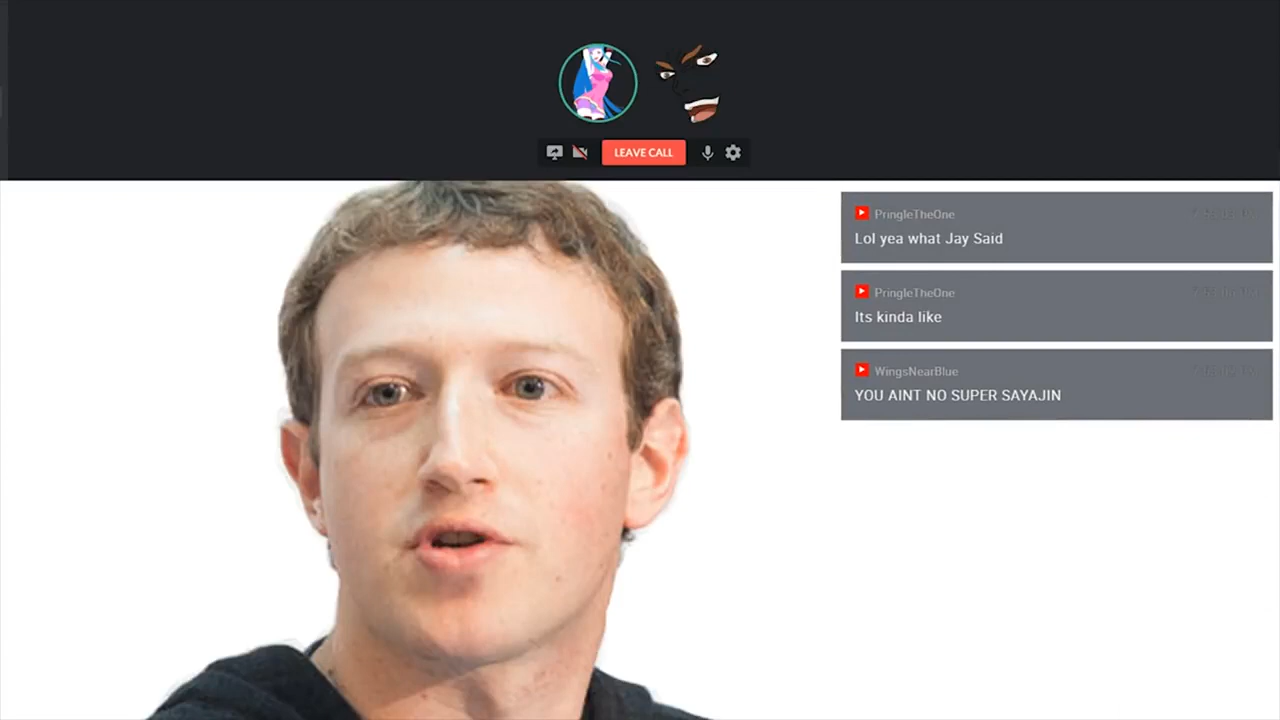 LEAVE CALL
PringleTheOne
Lol yea what Jay Said
PringleTheOne
Its kinda like
WingsNearBlue
YOU AINT NO SUPER SAYAJIN